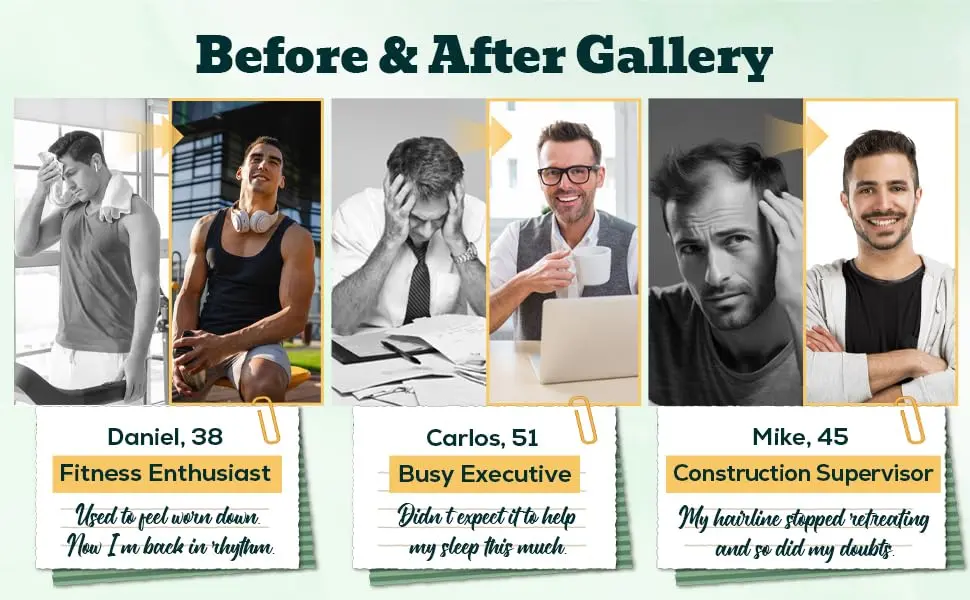 Before & After Gallery
Daniel, 38
Fitness Enthusiast
Used to feel worn down.
Now I m back in rhythm.
Carlos, 51
Busy Executive
Didn t expect it to help
my sleep this much.
Mike, 45
Construction Supervisor
My hairline stopped retreating
and so did my doubts.